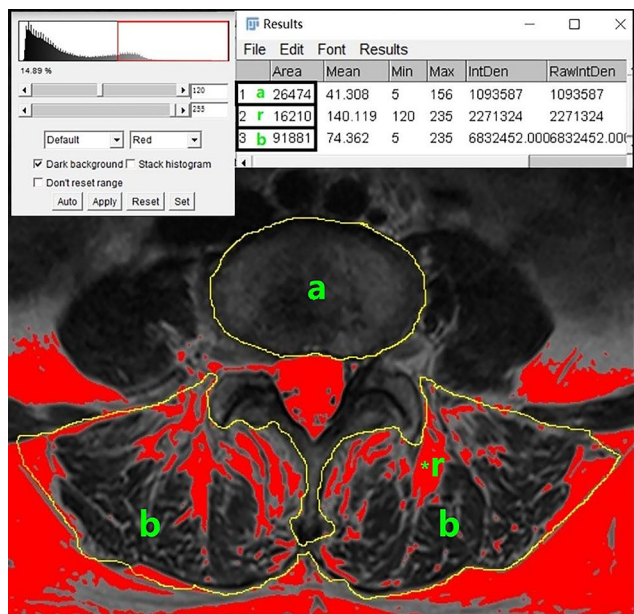 14.89 %
120
255
Default
Red
Dark background
Stack histogram
Don't reset range
Auto
Apply
Reset
Set
Results
File Edit Font Results
Area Mean Min Max IntDen RawIntDen
1 a 26474 41.308 5 156 1093587 1093587
2 r 16210 140.119 120 235 2271324 2271324
3 b 91881 74.362 5 235 6832452.000 6832452.000
a
*r
b
b